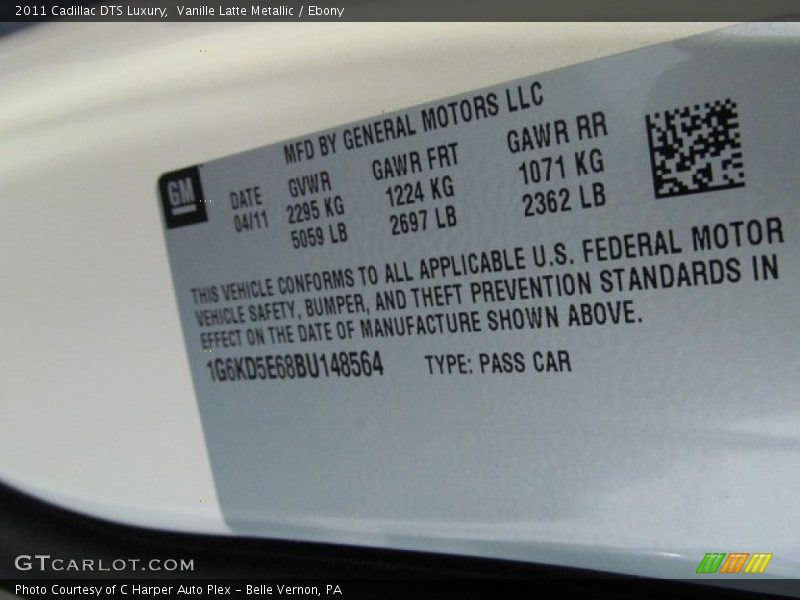 2011 Cadillac DTS Luxury,  Vanille Latte Metallic / Ebony
MFD BY GENERAL MOTORS LLC
GM
DATE GVWR GAWR FRT GAWR RR
04/11 2295 KG 1224 KG 1071 KG
5059 LB 2697 LB 2362 LB
THIS VEHICLE CONFORMS TO ALL APPLICABLE U.S. FEDERAL MOTOR
VEHICLE SAFETY, BUMPER, AND THEFT PREVENTION STANDARDS IN
EFFECT ON THE DATE OF MANUFACTURE SHOWN ABOVE.
1G6KD5E68BU148564 TYPE: PASS CAR
GTCARLOT.COM
Photo Courtesy of C Harper Auto Plex - Belle Vernon, PA